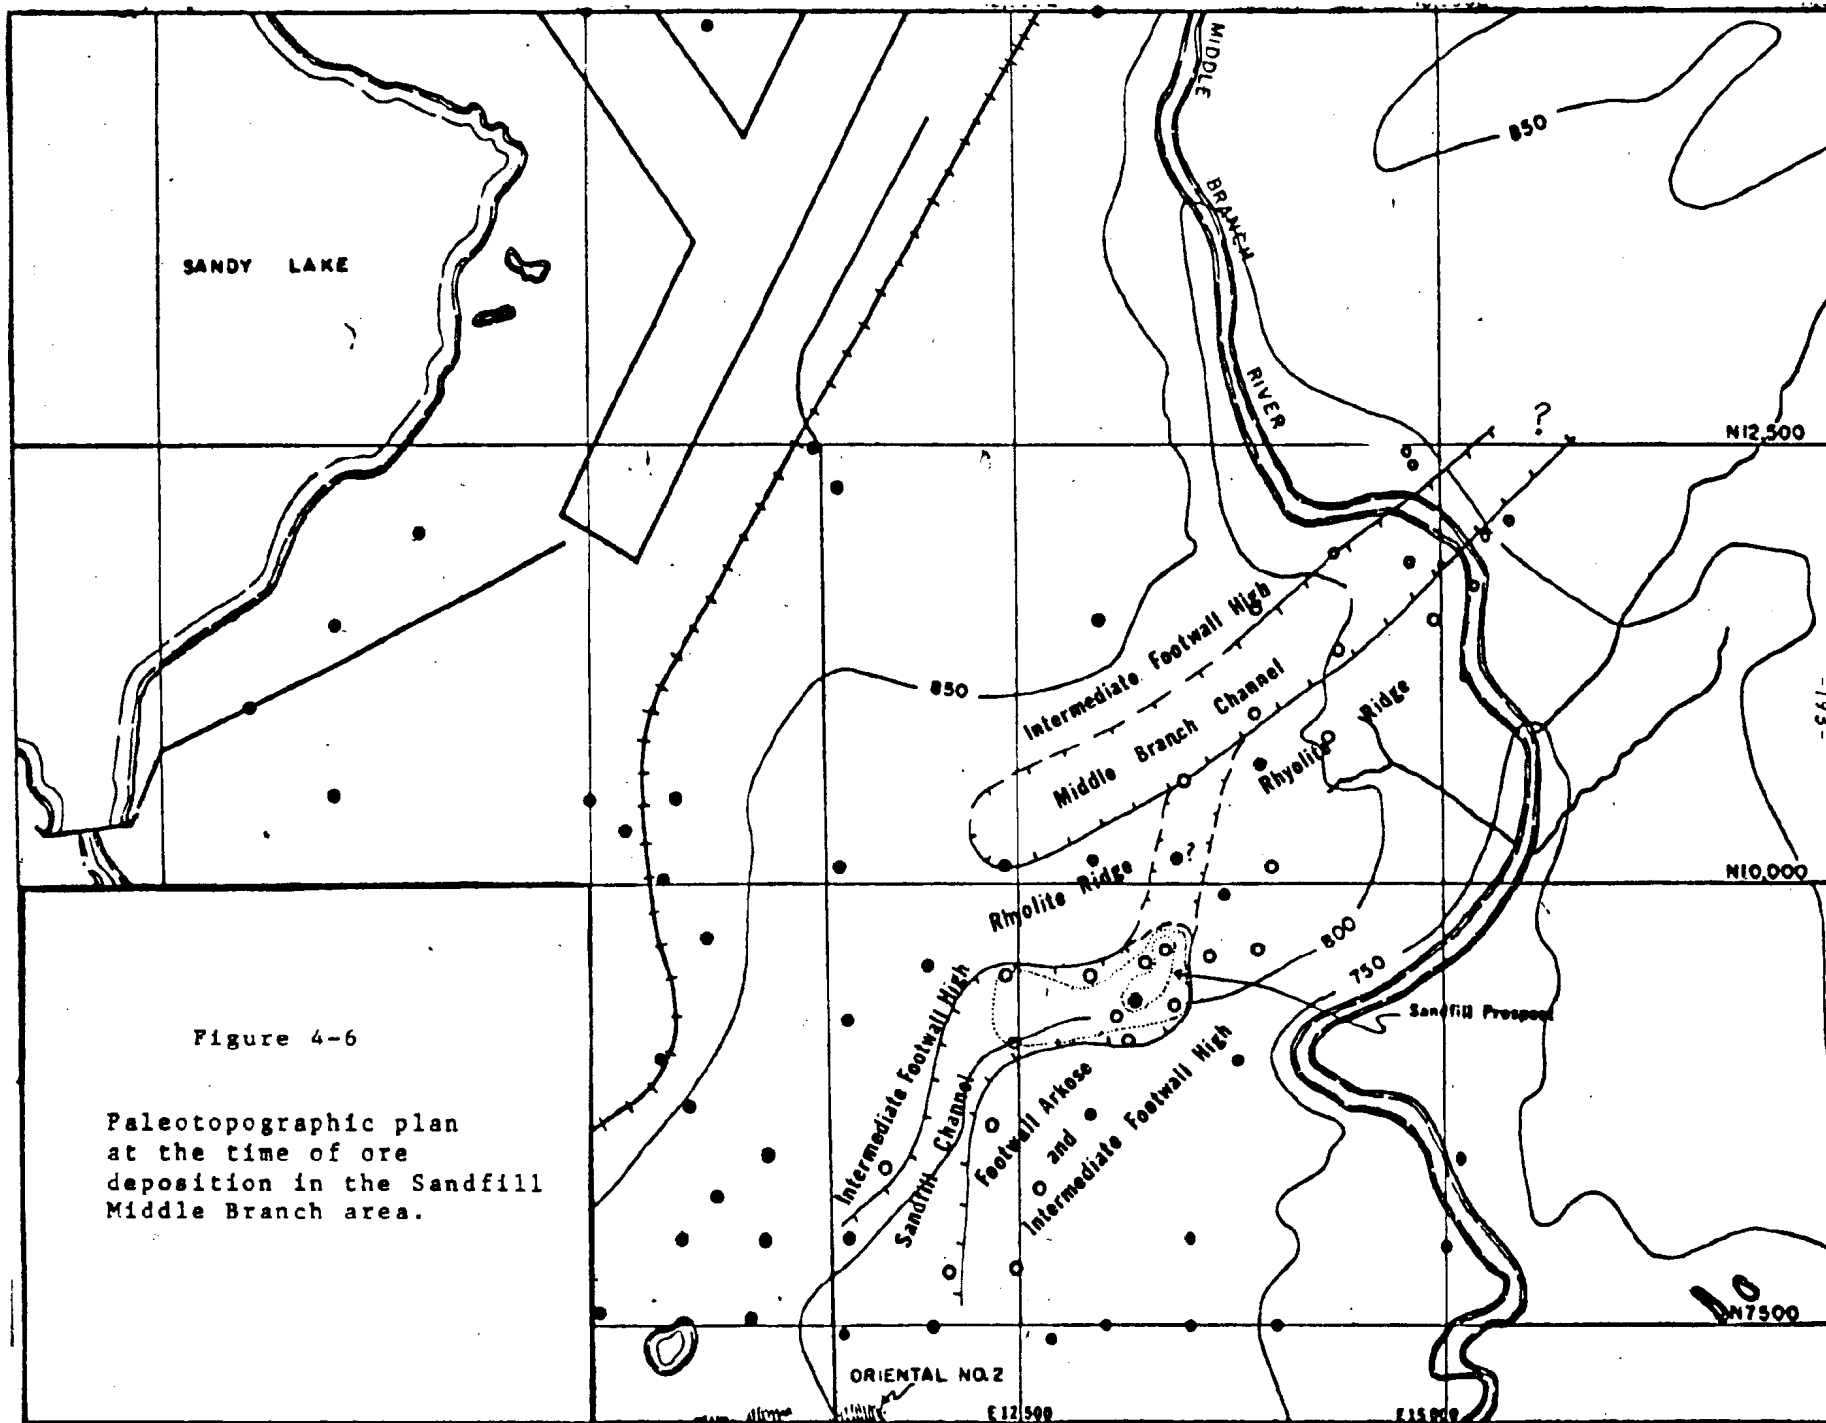 MIDDLE
BRANCH
RIVER
850
SANDY LAKE
?
N12,500
850
Intermediate Footwall High
Middle Branch Channel
Rhyolite Ridge
-195-
?
N10,000
Rhyolite Ridge
800
750
Sandfill Prospect
Intermediate Footwall High
Sandfill Channel
Footwall Arkose
and
Intermediate Footwall High
Figure 4-6
Paleotopographic plan
at the time of ore
deposition in the Sandfill
Middle Branch area.
N7500
ORIENTAL NO.2
E12,500
E15,000